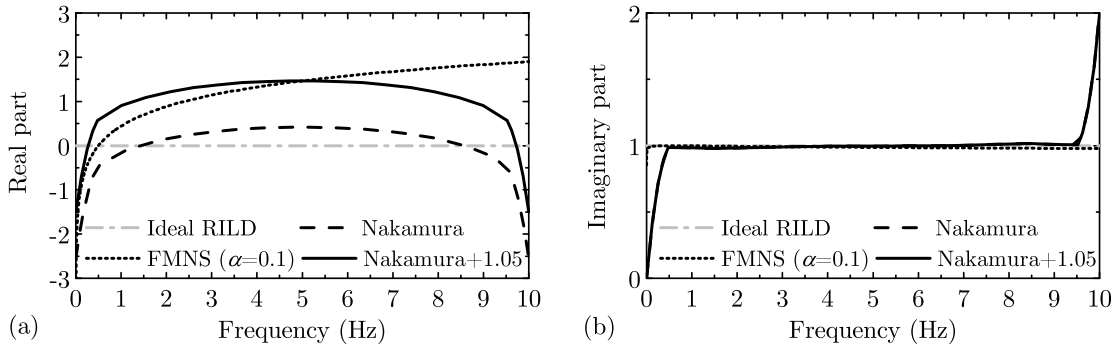 3
2
1
0
-1
-2
-3
Real part
Ideal RILD
Nakamura
FMNS (α=0.1)
Nakamura+1.05
0 1 2 3 4 5 6 7 8 9 10
Frequency (Hz)
(a)
2
1
0
Imaginary part
Ideal RILD
Nakamura
FMNS (α=0.1)
Nakamura+1.05
0 1 2 3 4 5 6 7 8 9 10
Frequency (Hz)
(b)